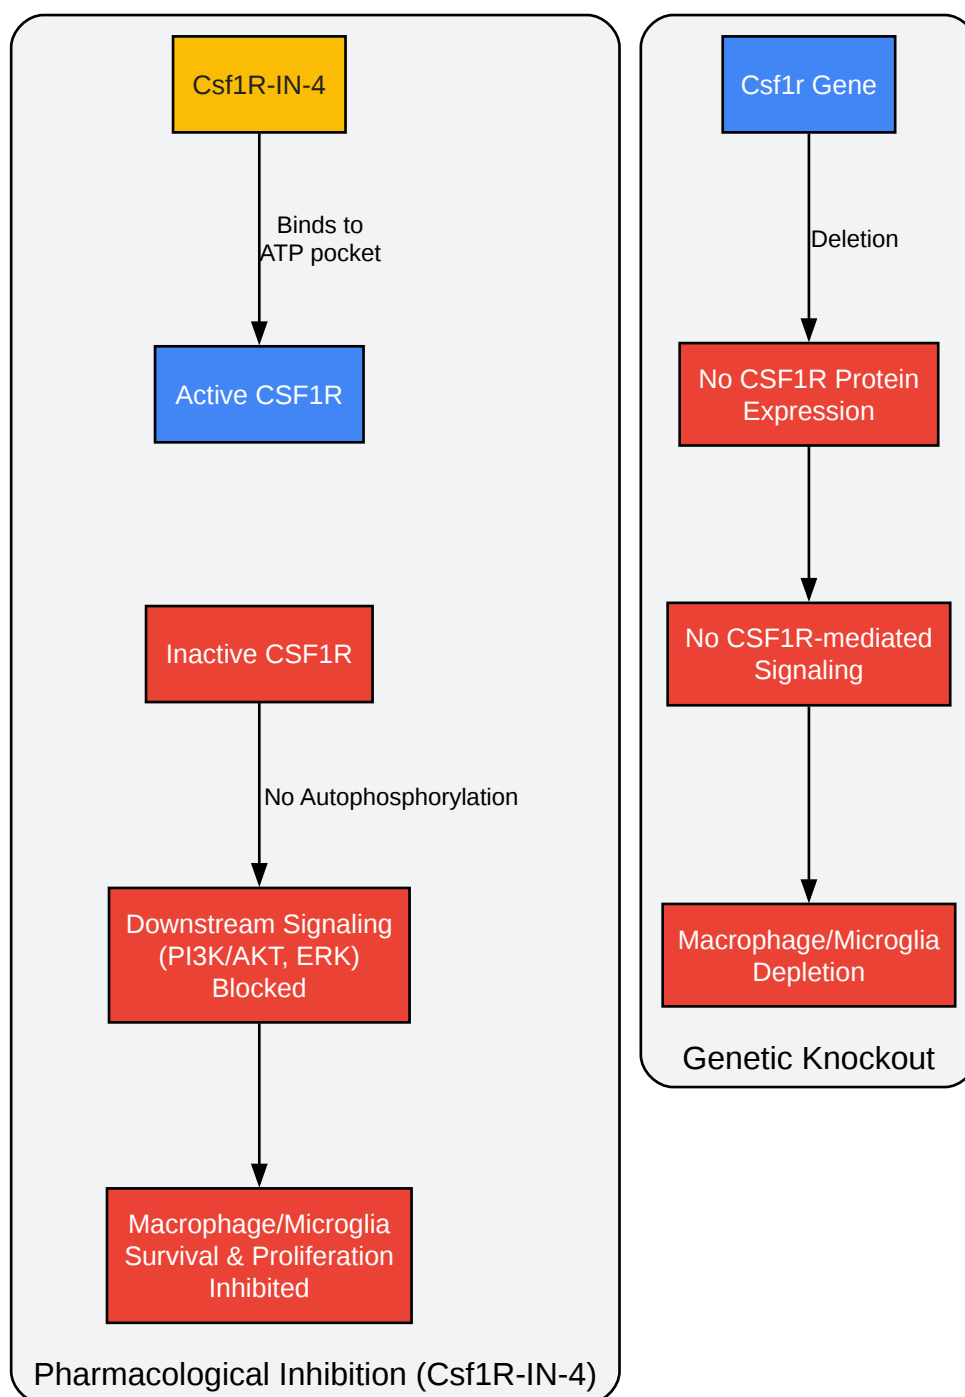 Csf1R-IN-4
Binds to
ATP pocket
Active CSF1R
Inactive CSF1R
No Autophosphorylation
Downstream Signaling
(PI3K/AKT, ERK)
Blocked
Macrophage/Microglia
Survival & Proliferation
Inhibited
Pharmacological Inhibition (Csf1R-IN-4)
Csf1r Gene
Deletion
No CSF1R Protein
Expression
No CSF1R-mediated
Signaling
Macrophage/Microglia
Depletion
Genetic Knockout